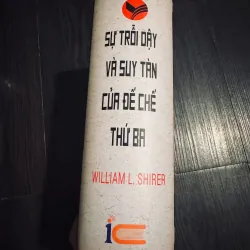 SỰ TRỖI DẬY
VÀ SUY TÀN
CỦA ĐẾ CHẾ
THỨ BA
WILLIAM L. SHIRER